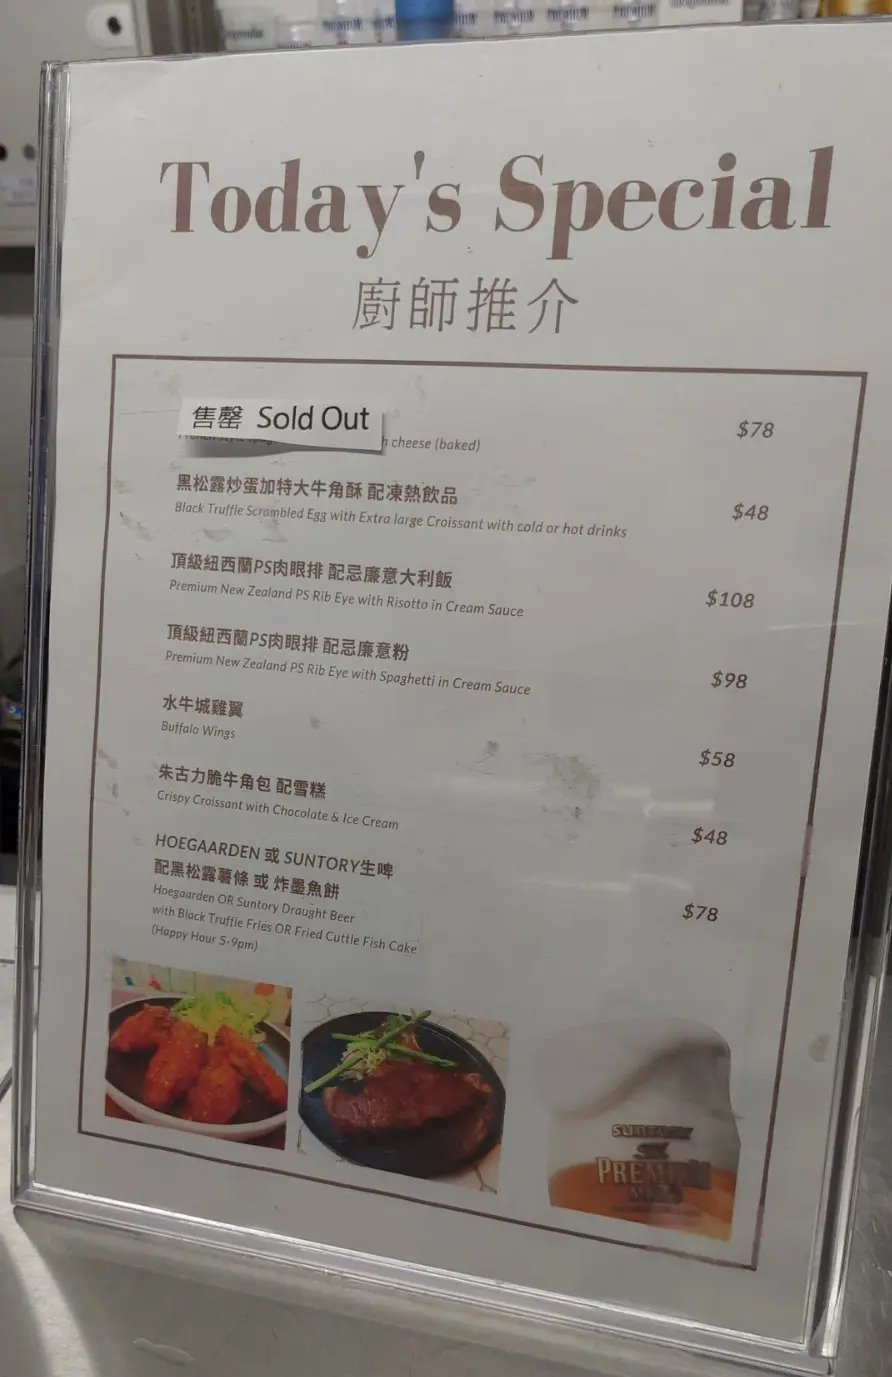 Today's Special
廚師推介
售罄 Sold Out
cheese (baked)
$78
黑松露炒蛋加特大牛角酥 配凍熱飲品
Black Truffle Scrambled Egg with Extra large Croissant with cold or hot drinks
$48
頂級紐西蘭PS肉眼排 配忌廉意大利飯
Premium New Zealand PS Rib Eye with Risotto in Cream Sauce
$108
頂級紐西蘭PS肉眼排 配忌廉意粉
Premium New Zealand PS Rib Eye with Spaghetti in Cream Sauce
$98
水牛城雞翼
Buffalo Wings
$58
朱古力脆牛角包 配雪糕
Crispy Croissant with Chocolate & Ice Cream
$48
HOEGAARDEN 或 SUNTORY生啤
配黑松露薯條 或 炸墨魚餅
Hoegaarden OR Suntory Draught Beer
with Black Truffle Fries OR Fried Cuttle Fish Cake
(Happy Hour 5-9pm)
$78
SUNTORY
PREMIUM